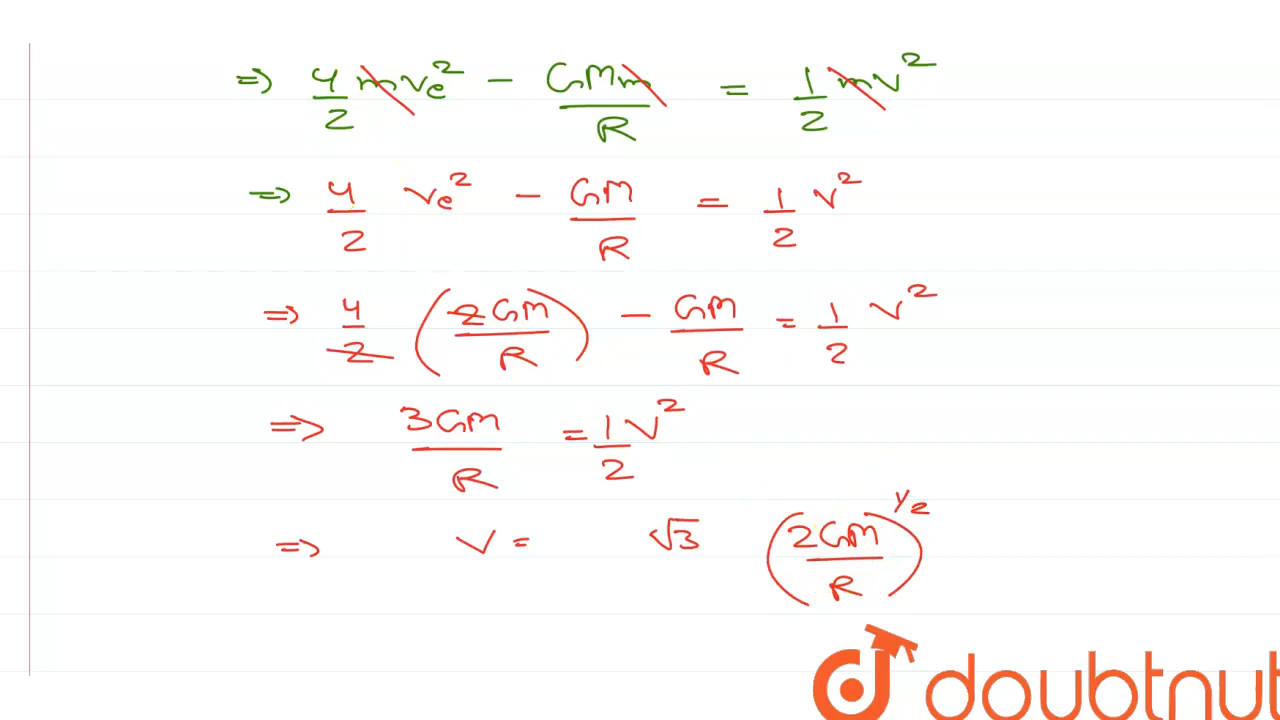 => 4/2 mve² - GMm/R = 1/2 mv²
=> 4/2 ve² - GM/R = 1/2 v²
=> 4/2 (2GM/R) - GM/R = 1/2 v²
=> 3GM/R = 1/2 v²
=> v = √3 (2GM/R)^1/2
doubtnut